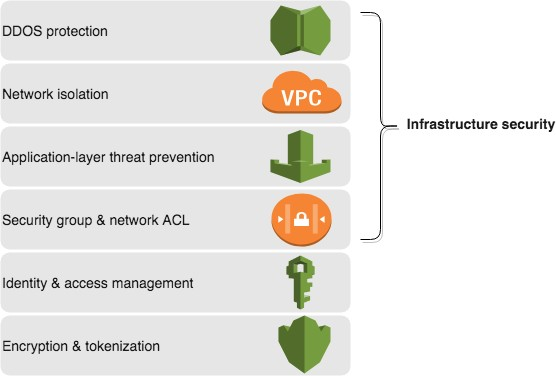 DDOS protection
Network isolation
VPC
Application-layer threat prevention
Security group & network ACL
Identity & access management
Encryption & tokenization
Infrastructure security